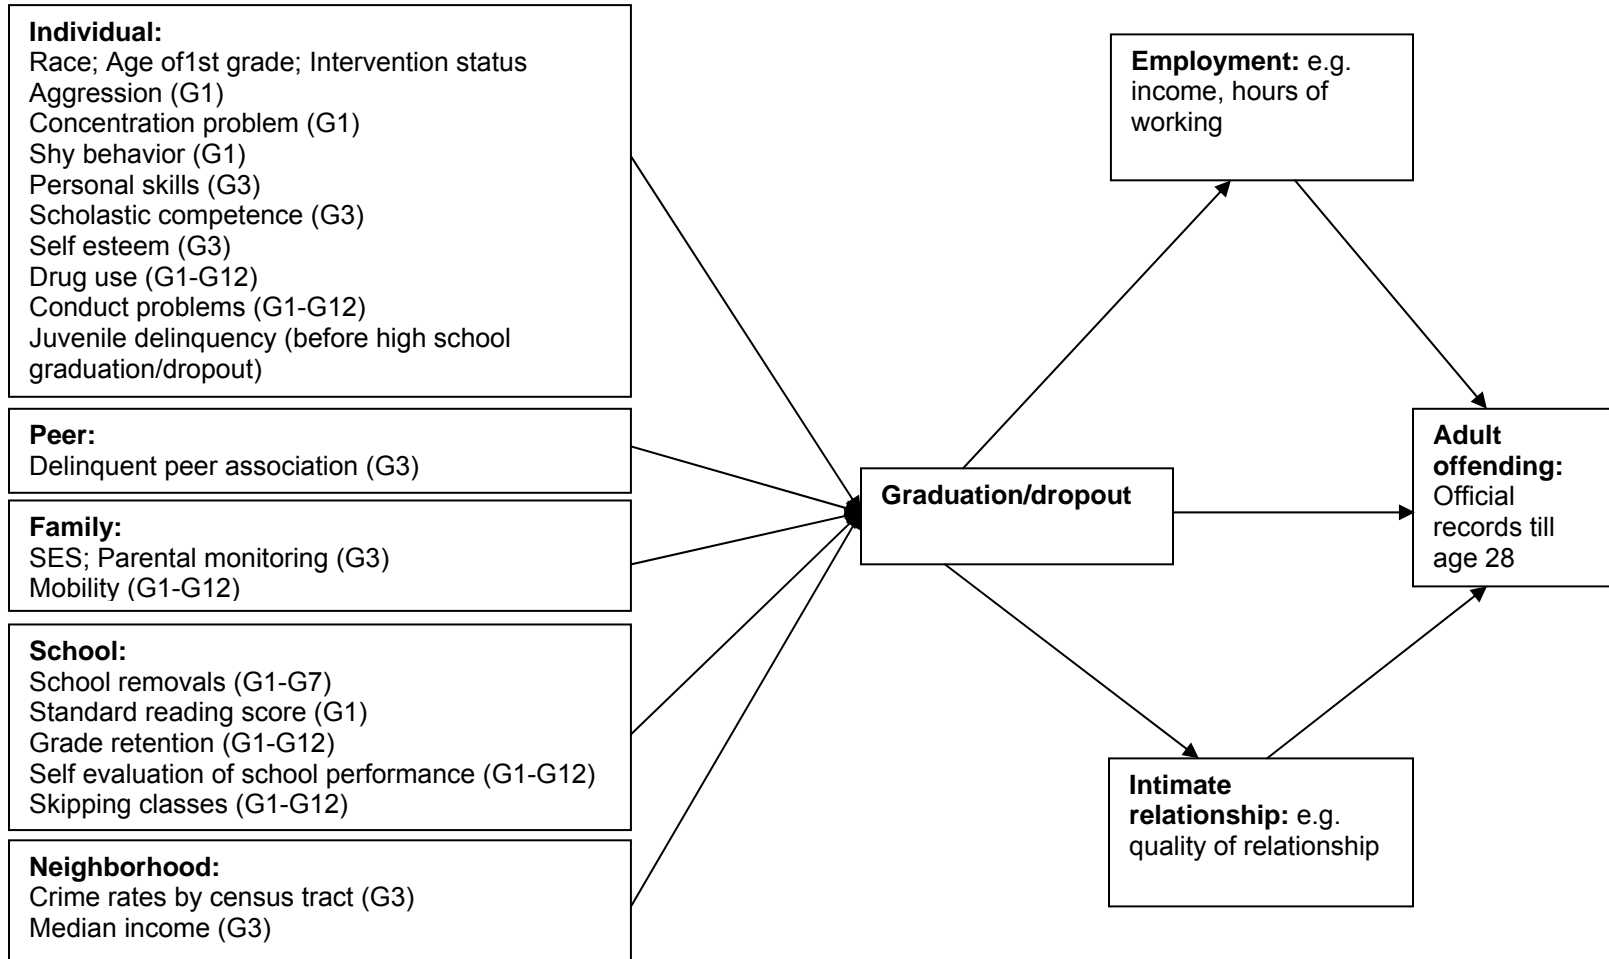 Individual:
Race; Age of1st grade; Intervention status
Aggression (G1)
Concentration problem (G1)
Shy behavior (G1)
Personal skills (G3)
Scholastic competence (G3)
Self esteem (G3)
Drug use (G1-G12)
Conduct problems (G1-G12)
Juvenile delinquency (before high school
graduation/dropout)
Peer:
Delinquent peer association (G3)
Family:
SES; Parental monitoring (G3)
Mobility (G1-G12)
School:
School removals (G1-G7)
Standard reading score (G1)
Grade retention (G1-G12)
Self evaluation of school performance (G1-G12)
Skipping classes (G1-G12)
Neighborhood:
Crime rates by census tract (G3)
Median income (G3)
Graduation/dropout
Employment: e.g.
income, hours of
working
Intimate
relationship: e.g.
quality of relationship
Adult
offending:
Official
records till
age 28